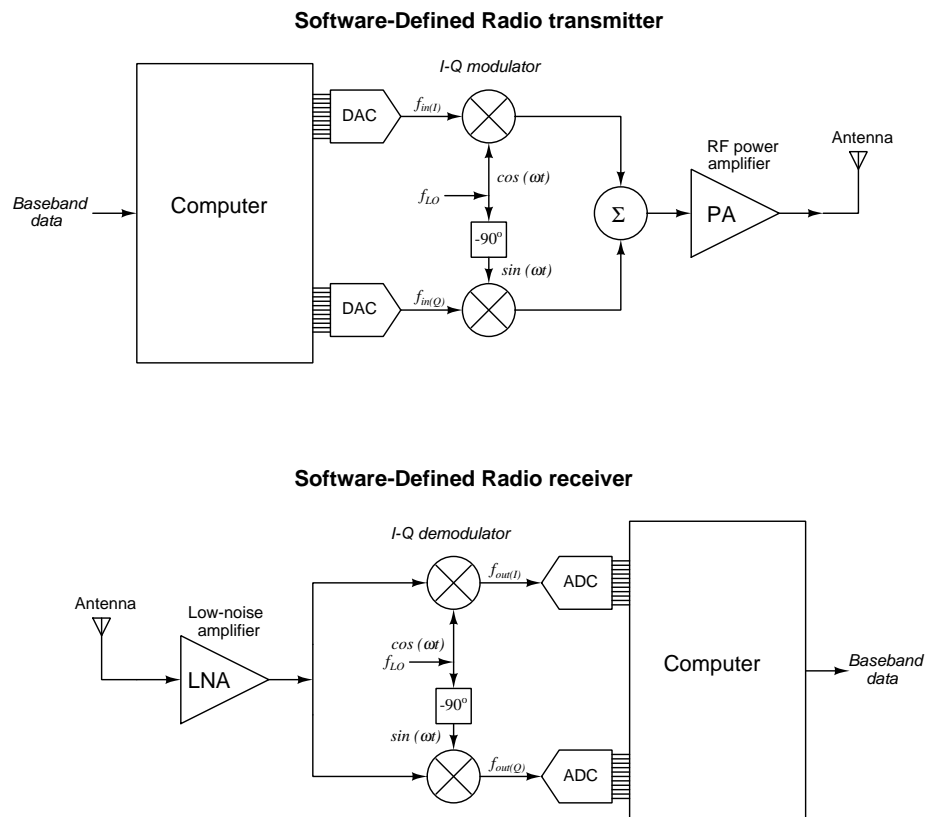 Software-Defined Radio transmitter
I-Q modulator
DAC
f_in(I)
Antenna
RF power
amplifier
cos (ωt)
f_LO
Baseband
data
Computer
Σ
PA
-90°
sin (ωt)
DAC
f_in(Q)
Software-Defined Radio receiver
I-Q demodulator
f_out(I)
ADC
Antenna
Low-noise
amplifier
cos (ωt)
f_LO
LNA
Computer
Baseband
data
-90°
sin (ωt)
f_out(Q)
ADC